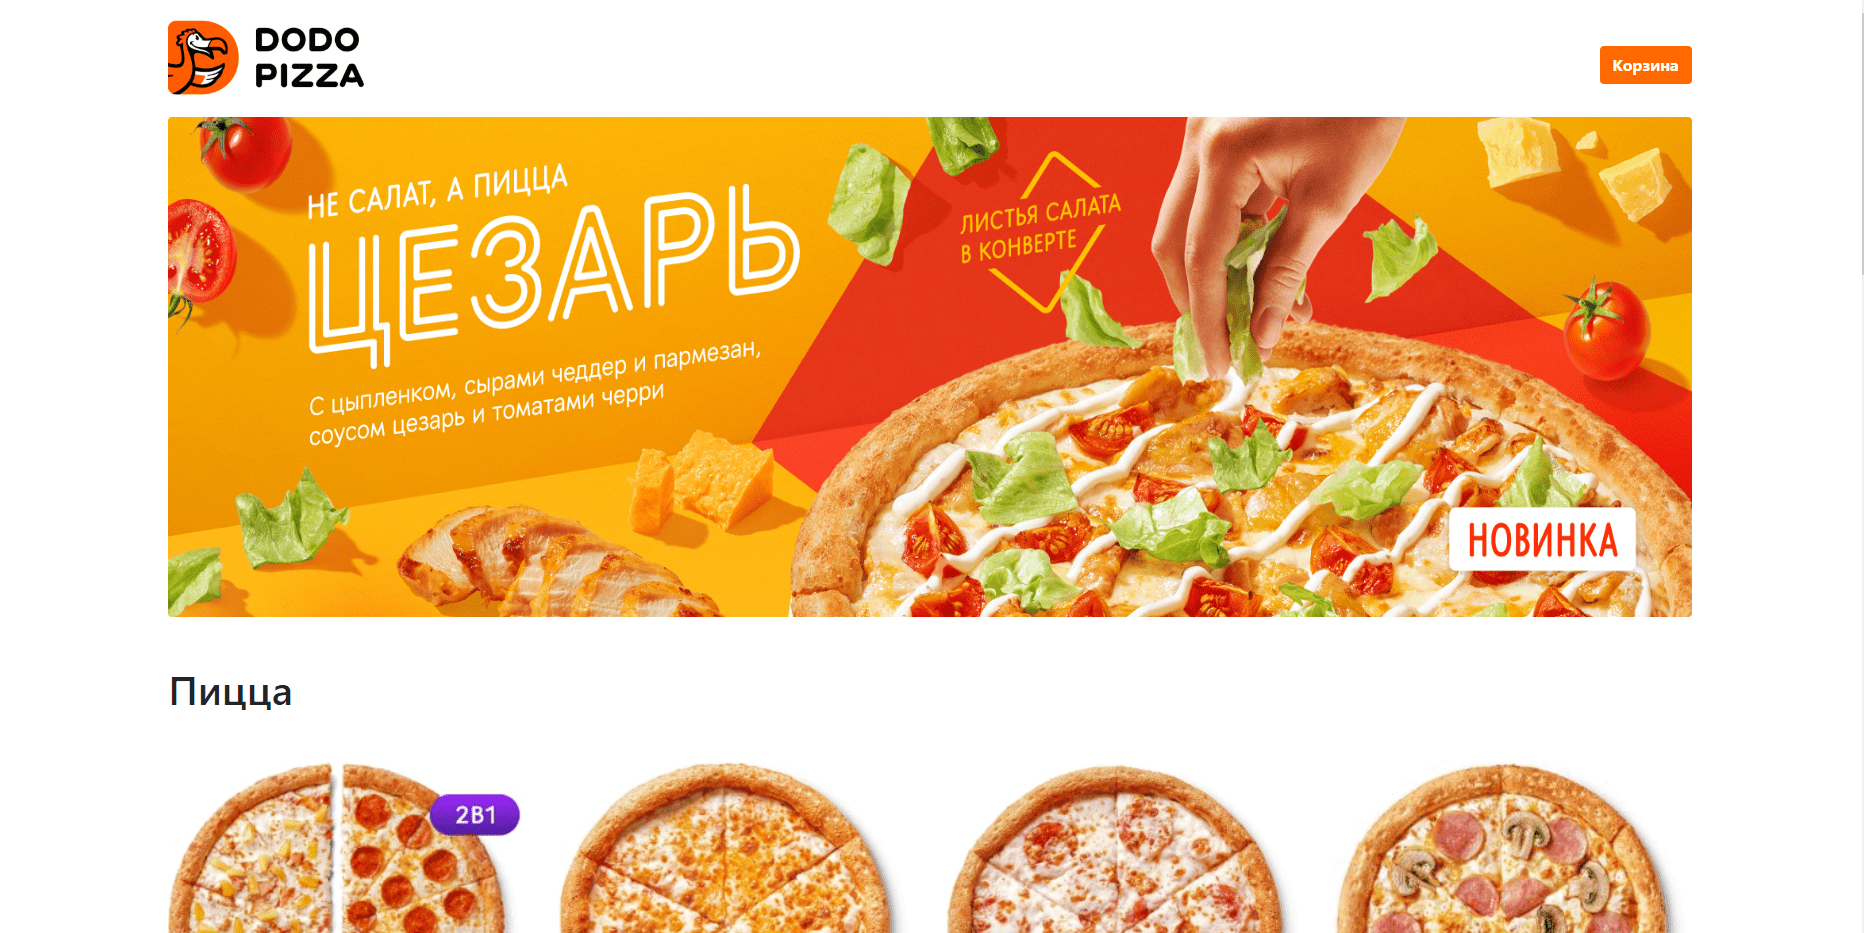 DODO
PIZZA
Корзина
НЕ САЛАТ, А ПИЦЦА
ЦЕЗАРЬ
С цыпленком, сырами чеддер и пармезан,
соусом цезарь и томатами черри
ЛИСТЬЯ САЛАТА
В КОНВЕРТЕ
НОВИНКА
Пицца
2В1